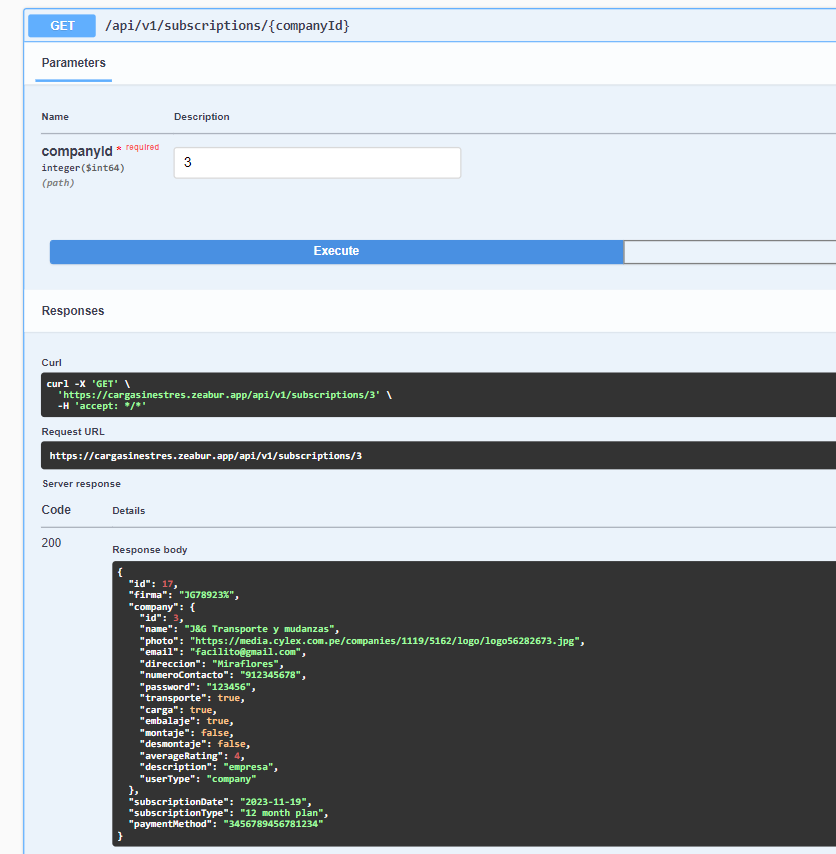 GET /api/v1/subscriptions/{companyId}
Parameters
Name Description
companyId * required
integer($int64)
(path)
3
Execute
Responses
Curl
curl -X 'GET' \
'https://cargasinestres.zeabur.app/api/v1/subscriptions/3' \
-H 'accept: */*'
Request URL
https://cargasinestres.zeabur.app/api/v1/subscriptions/3
Server response
Code Details
200
Response body
{
"id": 17,
"firma": "JG78923%",
"company": {
"id": 3,
"name": "J&G Transporte y mudanzas",
"photo": "https://media.cylex.com.pe/companies/1119/5162/logo/logo56282673.jpg",
"email": "facilito@gmail.com",
"direccion": "Miraflores",
"numeroContacto": "912345678",
"password": "123456",
"transporte": true,
"carga": true,
"embalaje": true,
"montaje": false,
"desmontaje": false,
"averageRating": 4,
"description": "empresa",
"userType": "company"
},
"subscriptionDate": "2023-11-19",
"subscriptionType": "12 month plan",
"paymentMethod": "3456789456781234"
}